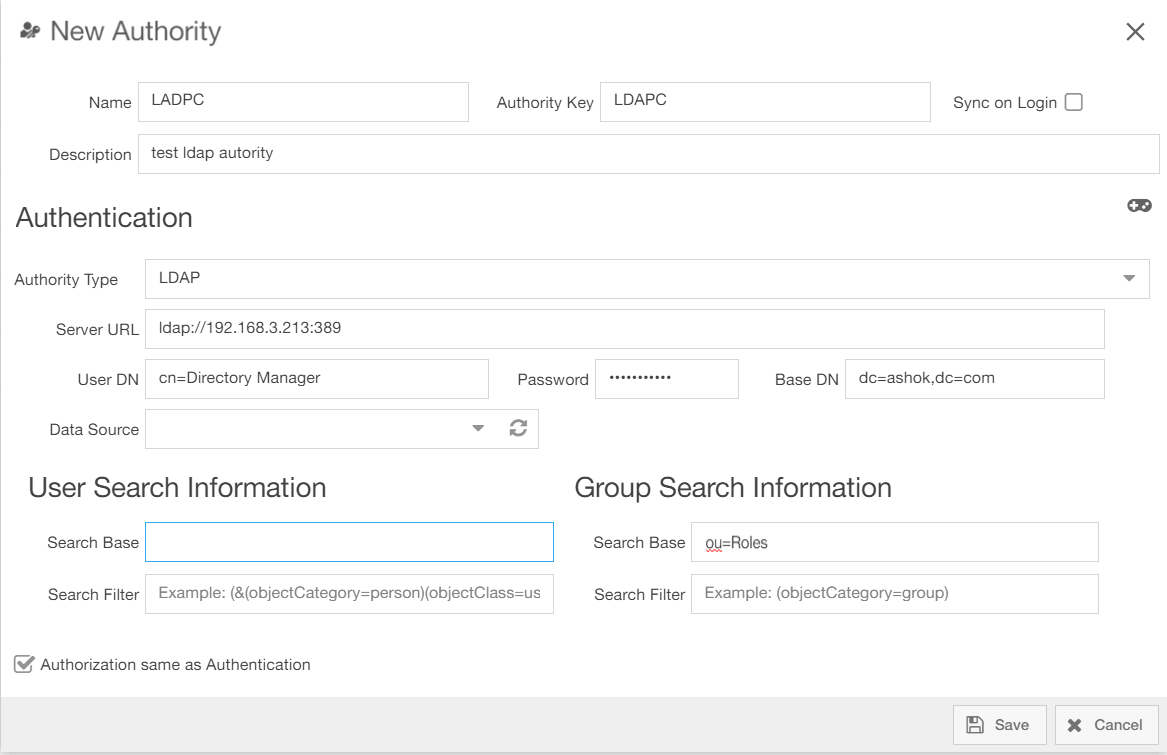 New Authority
Name LADPC Authority Key LDAPC Sync on Login
Description test ldap autority
Authentication
Authority Type LDAP
Server URL ldap://192.168.3.213:389
User DN cn=Directory Manager Password ••••••••••• Base DN dc=ashok,dc=com
Data Source
User Search Information Group Search Information
Search Base Search Base ou=Roles
Search Filter Example: (&(objectCategory=person)(objectClass=us Search Filter Example: (objectCategory=group)
Authorization same as Authentication
Save Cancel